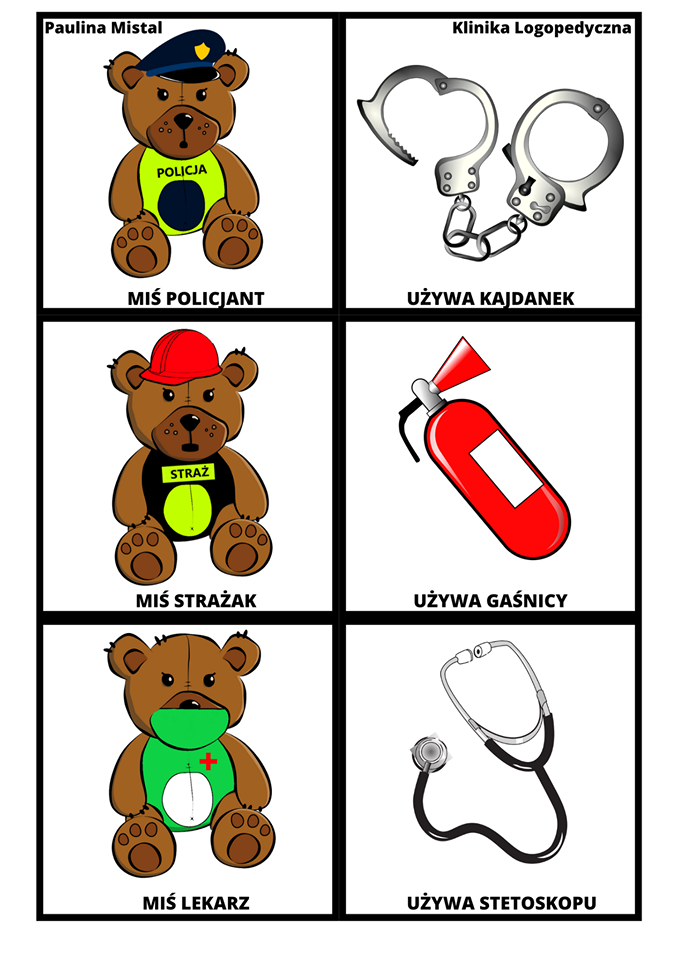 Paulina Mistal
Klinika Logopedyczna
POLICJA
MIŚ POLICJANT
UŻYWA KAJDANEK
STRAŻ
MIŚ STRAŻAK
UŻYWA GAŚNICY
MIŚ LEKARZ
UŻYWA STETOSKOPU